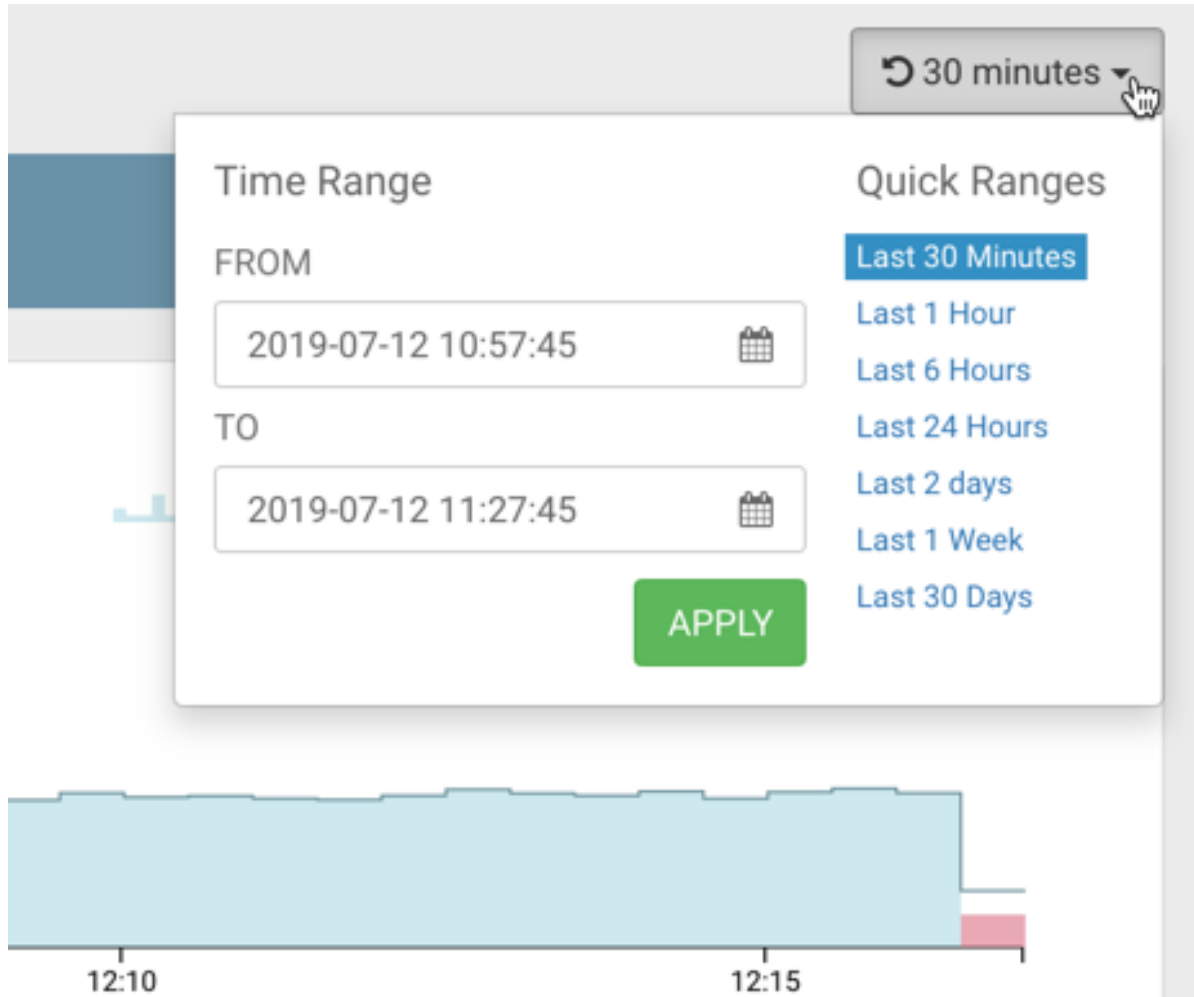 30 minutes
Time Range
FROM
2019-07-12 10:57:45
TO
2019-07-12 11:27:45
APPLY
Quick Ranges
Last 30 Minutes
Last 1 Hour
Last 6 Hours
Last 24 Hours
Last 2 days
Last 1 Week
Last 30 Days
12:10
12:15